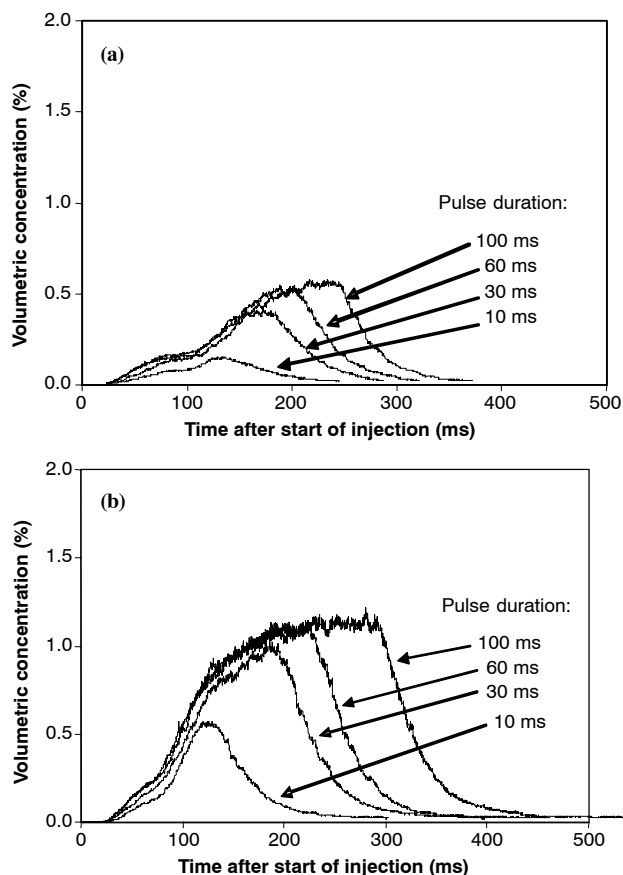 2.0
(a)
1.5
1.0
0.5
0.0
Volumetric concentration (%)
Pulse duration:
100 ms
60 ms
30 ms
10 ms
0 100 200 300 400 500
Time after start of injection (ms)
2.0
(b)
1.5
1.0
0.5
0.0
Volumetric concentration (%)
Pulse duration:
100 ms
60 ms
30 ms
10 ms
0 100 200 300 400 500
Time after start of injection (ms)